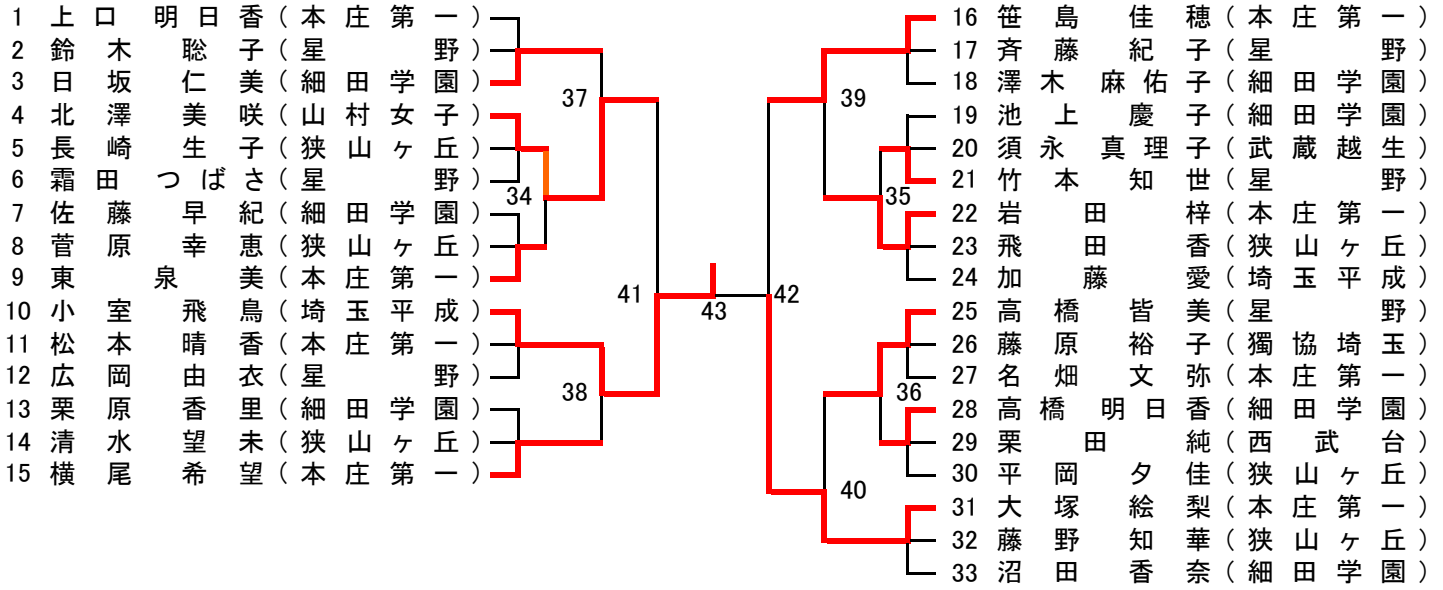 1 上口 明日香(本庄第一)
2 鈴木 聡子(星野)
3 日坂 仁美(細田学園)
4 北澤 美咲(山村女子)
5 長崎 生子(狭山ヶ丘)
6 霜田 つばさ(星野)
7 佐藤 早紀(細田学園)
8 菅原 幸恵(狭山ヶ丘)
9 東 泉美(本庄第一)
10 小室 飛鳥(埼玉平成)
11 松本 晴香(本庄第一)
12 広岡 由衣(星野)
13 栗原 香里(細田学園)
14 清水 望未(狭山ヶ丘)
15 横尾 希望(本庄第一)
37
34
41
38
43
42
39
35
36
40
16 笹島 佳穂(本庄第一)
17 斉藤 紀子(星野)
18 澤木 麻佑子(細田学園)
19 池上 慶子(細田学園)
20 須永 真理子(武蔵越生)
21 竹本 知世(星野)
22 岩田 梓(本庄第一)
23 飛田 香(狭山ヶ丘)
24 加藤 愛(埼玉平成)
25 高橋 皆美(星野)
26 藤原 裕子(獨協埼玉)
27 名畑 文弥(本庄第一)
28 高橋 明日香(細田学園)
29 栗田 純(西武台)
30 平岡 夕佳(狭山ヶ丘)
31 大塚 絵梨(本庄第一)
32 藤野 知華(狭山ヶ丘)
33 沼田 香奈(細田学園)